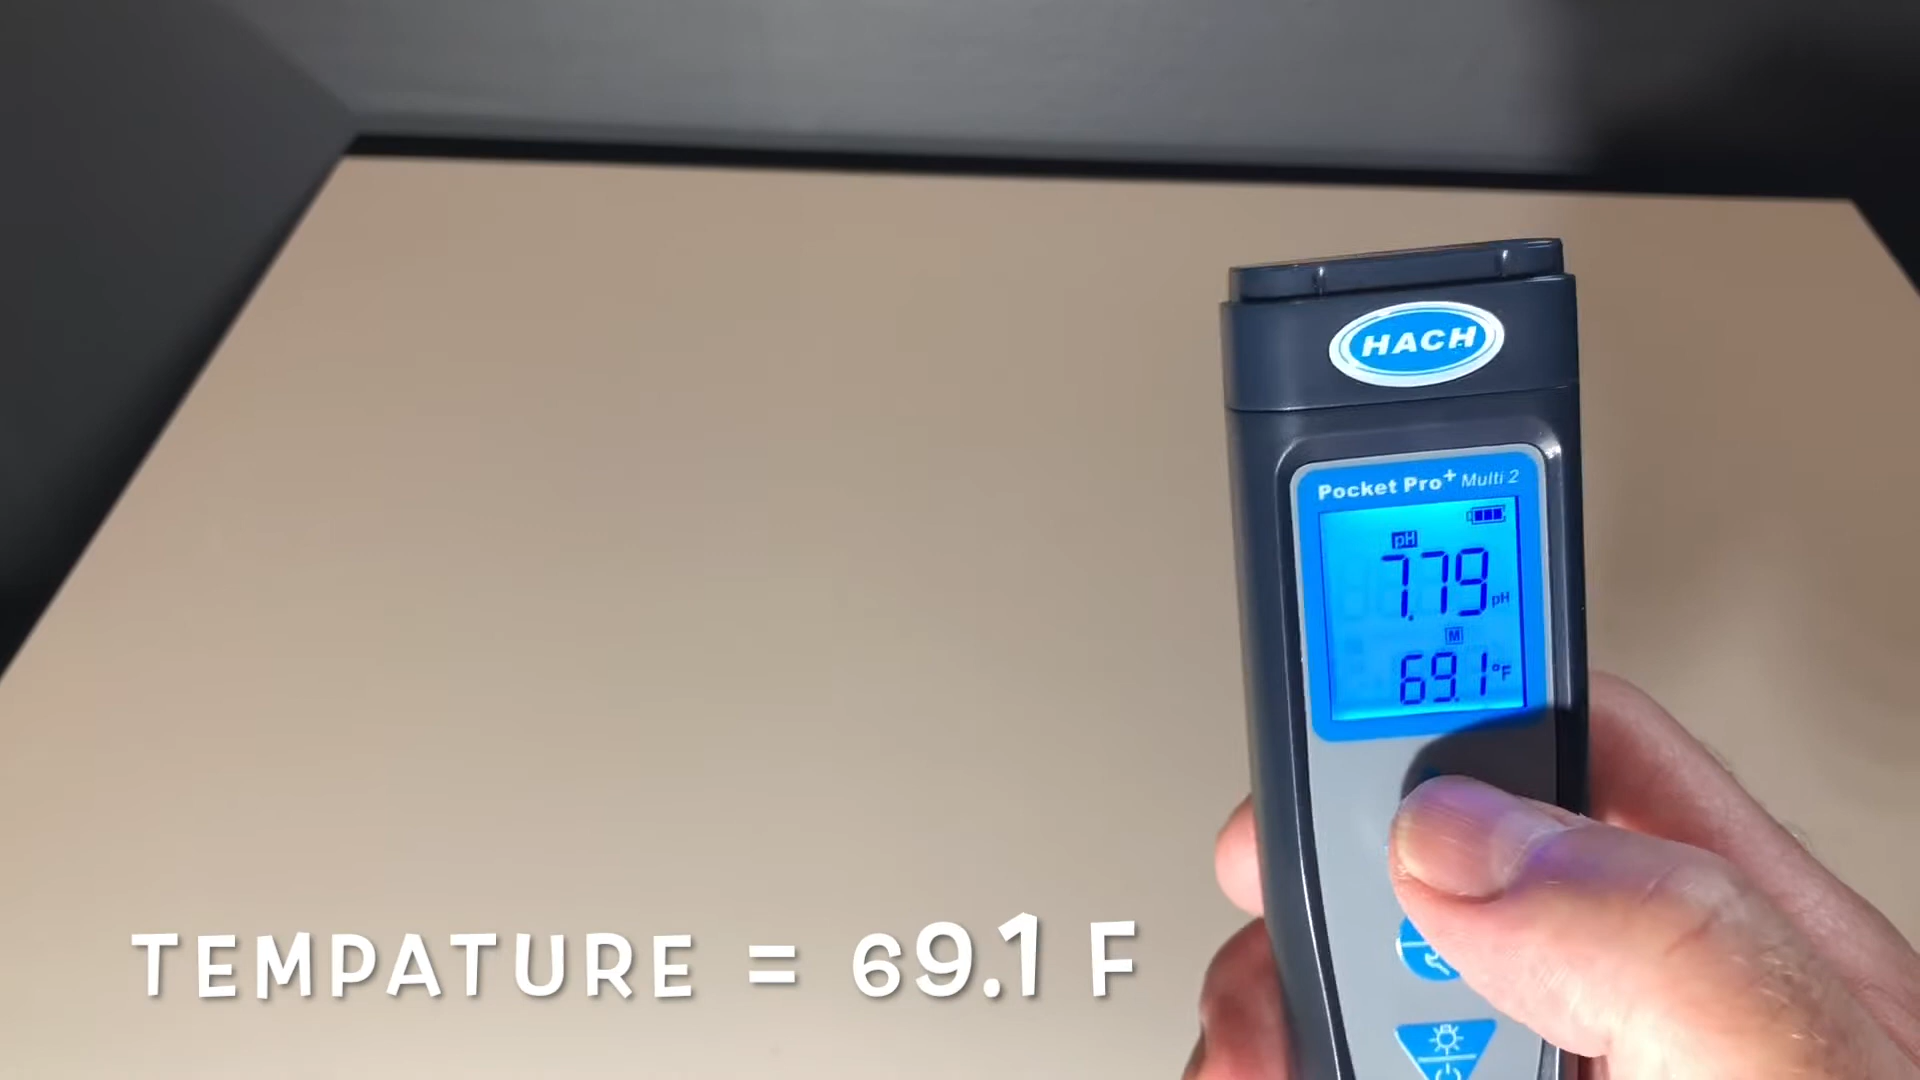 HACH
Pocket Pro+ Multi 2
pH
7.79 pH
M
69.1 °F
TEMPATURE = 69.1 F